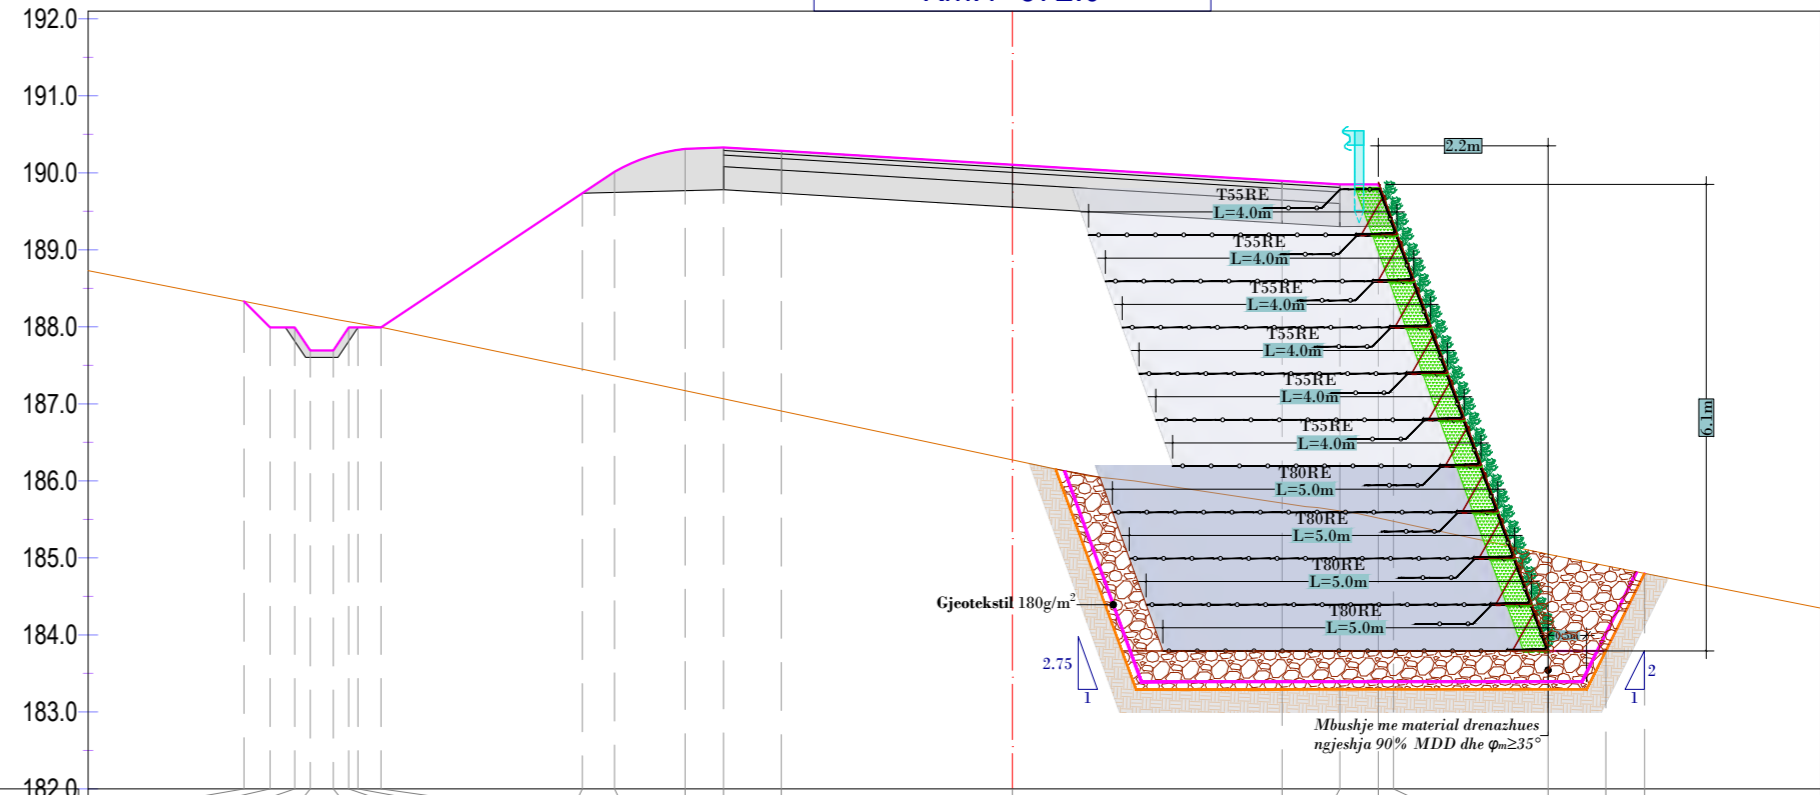 192.0
191.0
190.0
189.0
188.0
187.0
186.0
185.0
184.0
183.0
182.0
2.2m
6.1m
T55RE
L=4.0m
T55RE
L=4.0m
T55RE
L=4.0m
T55RE
L=4.0m
T55RE
L=4.0m
T55RE
L=4.0m
T80RE
L=5.0m
T80RE
L=5.0m
T80RE
L=5.0m
T80RE
L=5.0m
0.5m
Gjeotekstil 180g/m²
2.75
1
2
1
Mbushje me material drenazhues
ngjeshja 90% MDD dhe φm≥35°